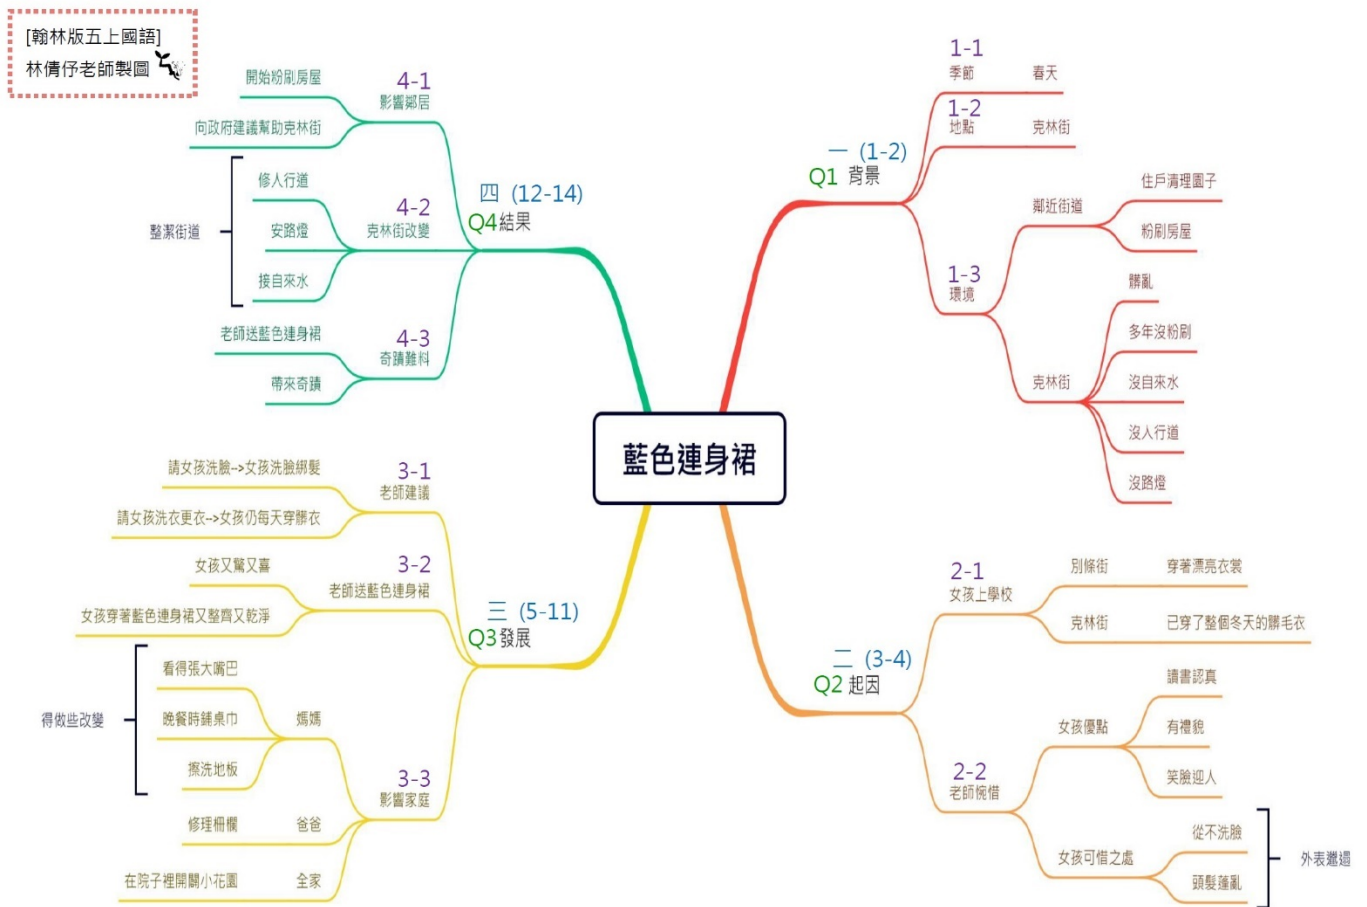 [翰林版五上國語]
林倩伃老師製圖
藍色連身裙
一 (1-2)
Q1 背景
1-1
季節
春天
1-2
地點
克林街
1-3
環境
鄰近街道
住戶清理園子
粉刷房屋
克林街
髒亂
多年沒粉刷
沒自來水
沒人行道
沒路燈
二 (3-4)
Q2 起因
2-1
女孩上學校
別條街
穿著漂亮衣裳
克林街
已穿了整個冬天的髒毛衣
2-2
老師惋惜
女孩優點
讀書認真
有禮貌
笑臉迎人
女孩可惜之處
從不洗臉
頭髮蓬亂
外表邋遢
三 (5-11)
Q3 發展
3-1
老師建議
請女孩洗臉-->女孩洗臉綁髮
請女孩洗衣更衣-->女孩仍每天穿髒衣
3-2
老師送藍色連身裙
女孩又驚又喜
女孩穿著藍色連身裙又整齊又乾淨
3-3
影響家庭
媽媽
看得張大嘴巴
晚餐時鋪桌巾
擦洗地板
得做些改變
爸爸
修理柵欄
全家
在院子裡開闢小花園
四 (12-14)
Q4 結果
4-1
影響鄰居
開始粉刷房屋
向政府建議幫助克林街
4-2
克林街改變
修人行道
安路燈
接自來水
整潔街道
4-3
奇蹟難料
老師送藍色連身裙
帶來奇蹟